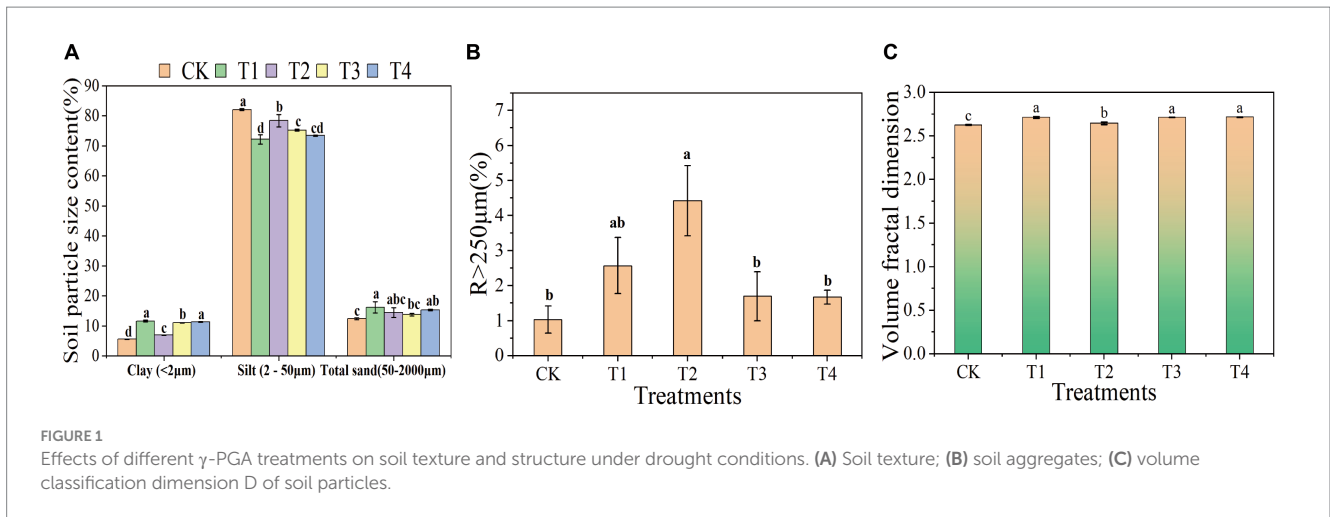 A
CK T1 T2 T3 T4
Soil particle size content(%)
90
80
70
60
50
40
30
20
10
0
d a c b a
a d b c cd
c a abc bc ab
Clay (<2μm) Silt (2 - 50μm) Total sand(50-2000μm)
B
R>250μm(%)
7
6
5
4
3
2
1
0
b ab a b b
CK T1 T2 T3 T4
Treatments
C
Volume fractal dimension
3.0
2.5
2.0
1.5
1.0
0.5
0.0
c a b a a
CK T1 T2 T3 T4
Treatments
FIGURE 1
Effects of different γ-PGA treatments on soil texture and structure under drought conditions. (A) Soil texture; (B) soil aggregates; (C) volume
classification dimension D of soil particles.